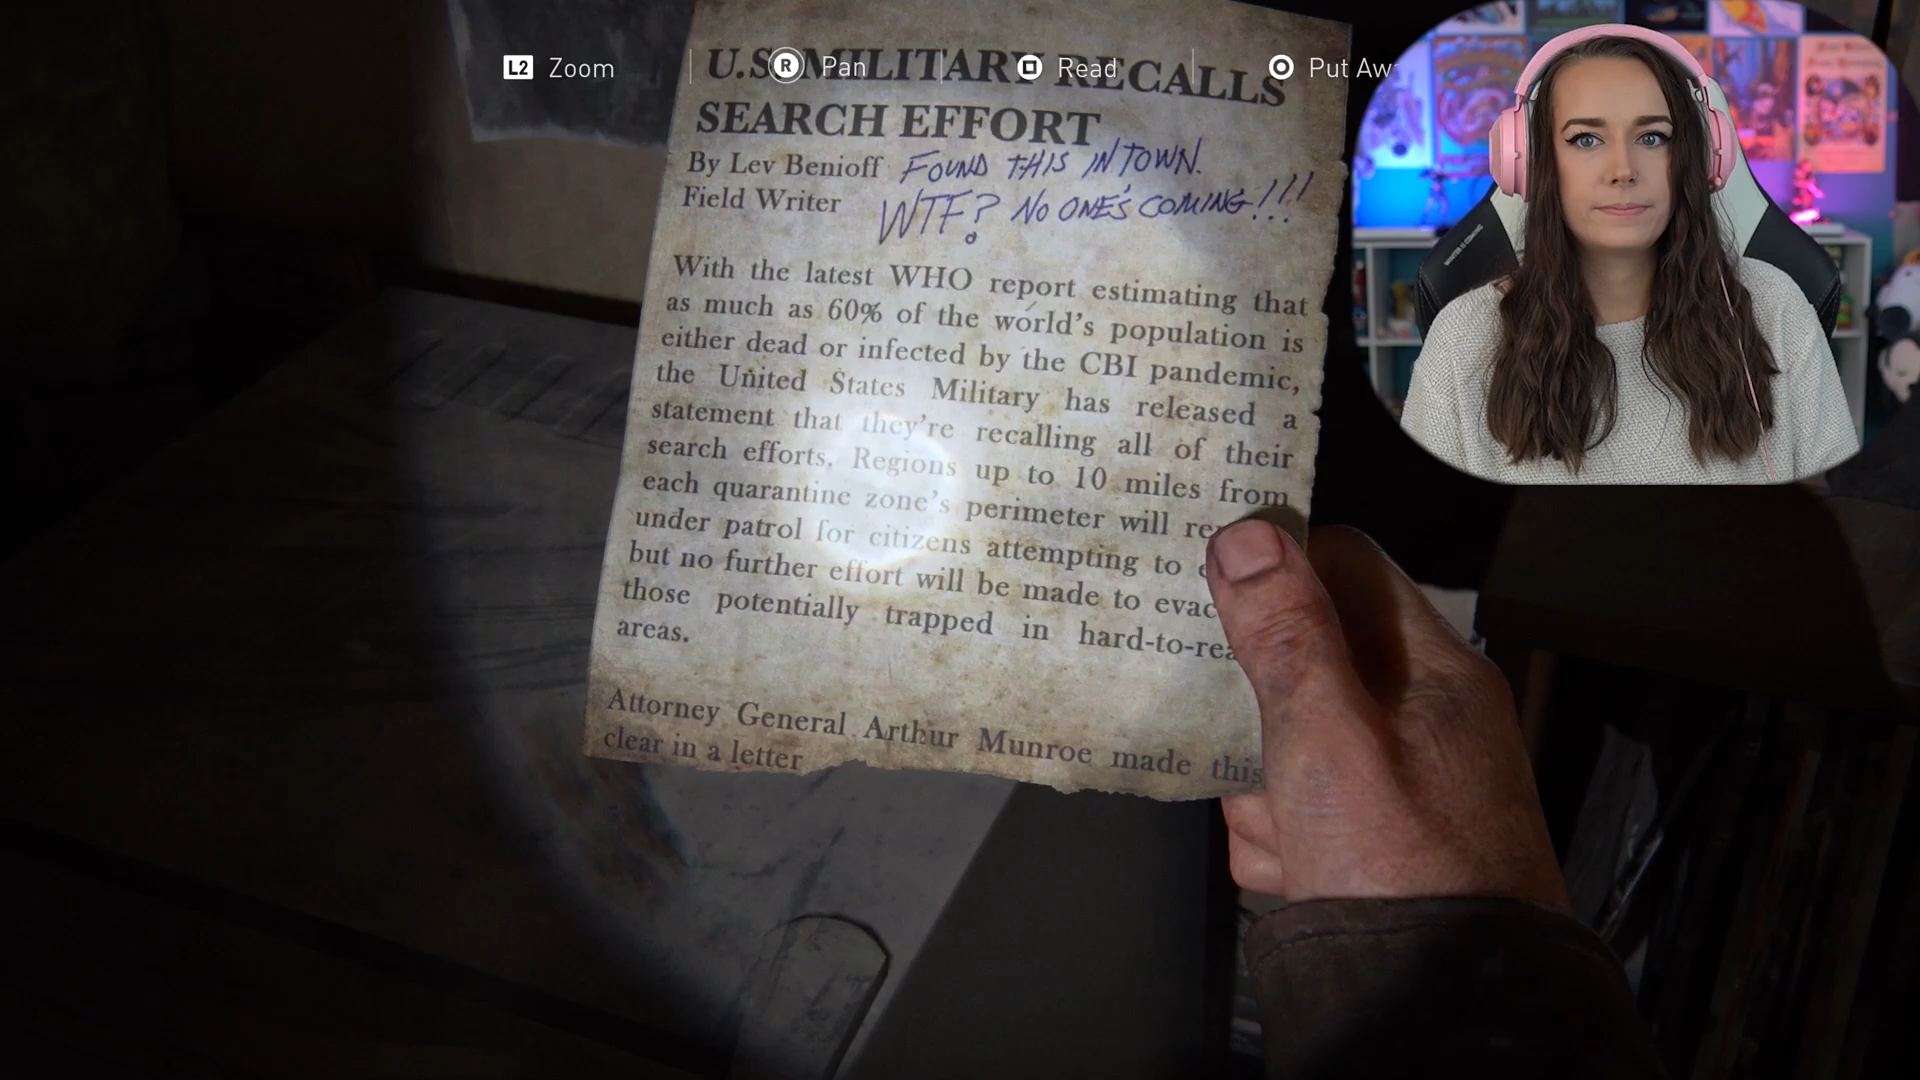 L2 Zoom R Pan Read Put Aw
U.S. MILITARY RECALLS
SEARCH EFFORT
By Lev Benioff FOUND THIS IN TOWN.
Field Writer WTF? NO ONE'S COMING!!!
With the latest WHO report estimating that
as much as 60% of the world's population is
either dead or infected by the CBI pandemic,
the United States Military has released a
statement that they're recalling all of their
search efforts. Regions up to 10 miles from
each quarantine zone's perimeter will
under patrol for citizens attempting to
but no further effort will be made to
those potentially trapped in
areas.
Attorney General Arthur Munroe made this
clear in a letter